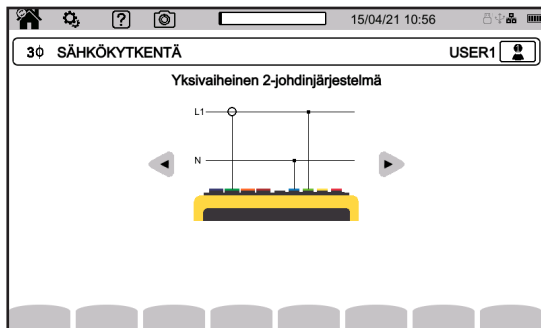 15/04/21 10:56
3Φ SÄHKÖKYTKENTÄ USER1
Yksivaiheinen 2-johdinjärjestelmä
L1
N